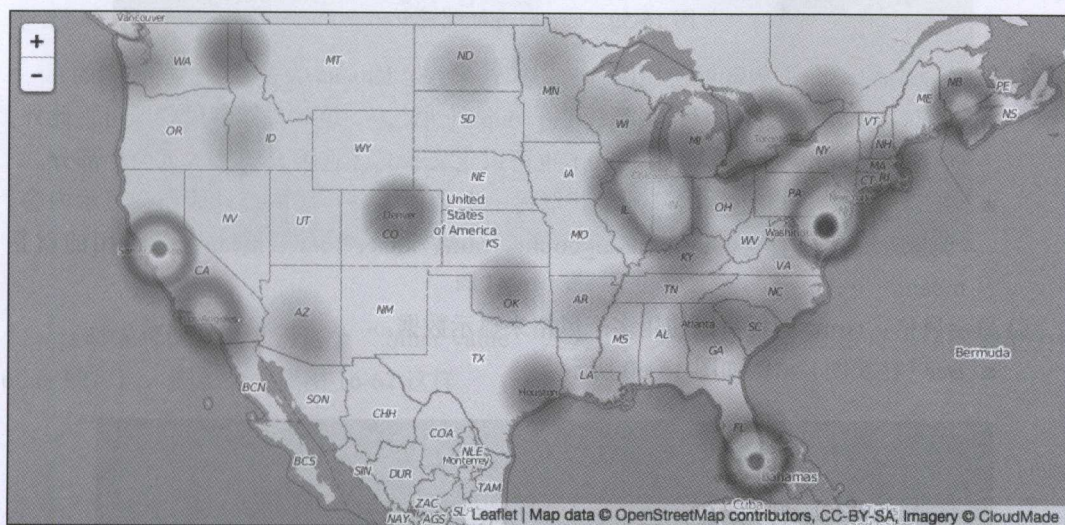 Vancouver
+
−
WA
MT
ND
MN
NB
PE
ME
NS
OR
ID
SD
WI
MI
Toronto
VT
NH
NY
WY
MA
CT
RI
IA
NE
PA
NV
UT
Denver
CO
United
States
of America
IL
OH
KS
MO
WV
Washington
VA
CA
KY
AZ
NM
OK
AR
TN
NC
MS
AL
Atlanta
SC
GA
TX
Bermuda
BCN
SON
LA
Houston
CHH
COA
FL
BCS
SIN
DUR
NLE
Monterrey
TAM
Bahamas
ZAC
NAY
AGS
Cuba
Leaflet | Map data © OpenStreetMap contributors, CC-BY-SA, Imagery © CloudMade